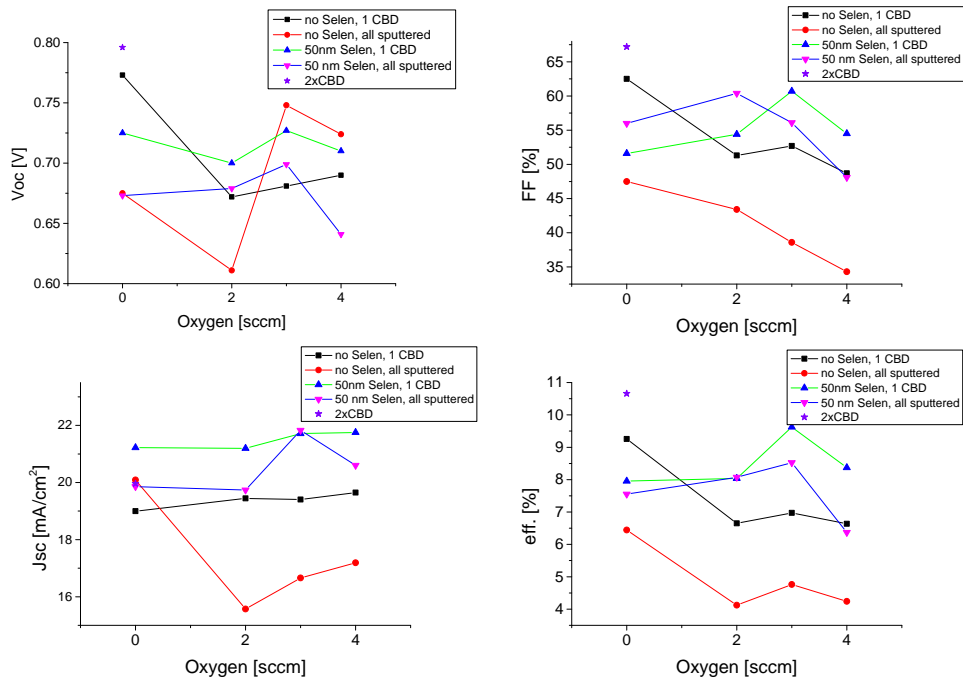 no Selen, 1 CBD
no Selen, all sputtered
50nm Selen, 1 CBD
50 nm Selen, all sputtered
2xCBD
0.80
0.75
0.70
0.65
0.60
Voc [V]
0 2 4
Oxygen [sccm]
no Selen, 1 CBD
no Selen, all sputtered
50nm Selen, 1 CBD
50 nm Selen, all sputtered
2xCBD
65
60
55
50
45
40
35
FF [%]
0 2 4
Oxygen [sccm]
no Selen, 1 CBD
no Selen, all sputtered
50nm Selen, 1 CBD
50 nm Selen, all sputtered
2xCBD
22
20
18
16
Jsc [mA/cm²]
0 2 4
Oxygen [sccm]
no Selen, 1 CBD
no Selen, all sputtered
50nm Selen, 1 CBD
50 nm Selen, all sputtered
2xCBD
11
10
9
8
7
6
5
4
eff. [%]
0 2 4
Oxygen [sccm]